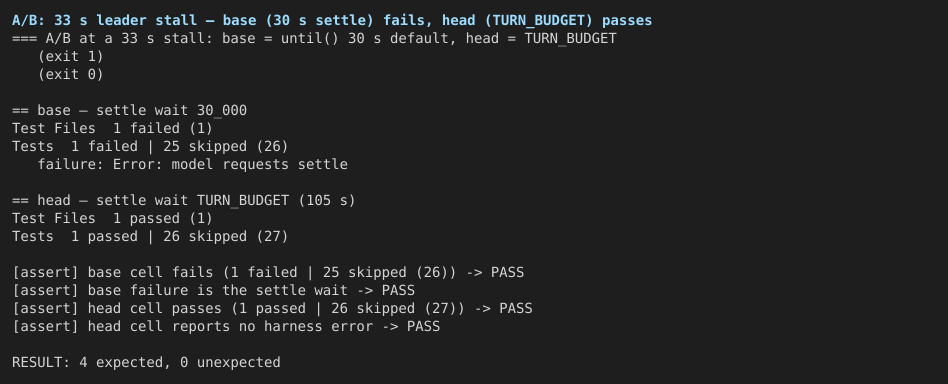 A/B: 33 s leader stall — base (30 s settle) fails, head (TURN_BUDGET) passes
=== A/B at a 33 s stall: base = until() 30 s default, head = TURN_BUDGET
(exit 1)
(exit 0)
== base — settle wait 30_000
Test Files  1 failed (1)
Tests  1 failed | 25 skipped (26)
failure: Error: model requests settle
== head — settle wait TURN_BUDGET (105 s)
Test Files  1 passed (1)
Tests  1 passed | 26 skipped (27)
[assert] base cell fails (1 failed | 25 skipped (26)) -> PASS
[assert] base failure is the settle wait -> PASS
[assert] head cell passes (1 passed | 26 skipped (27)) -> PASS
[assert] head cell reports no harness error -> PASS
RESULT: 4 expected, 0 unexpected